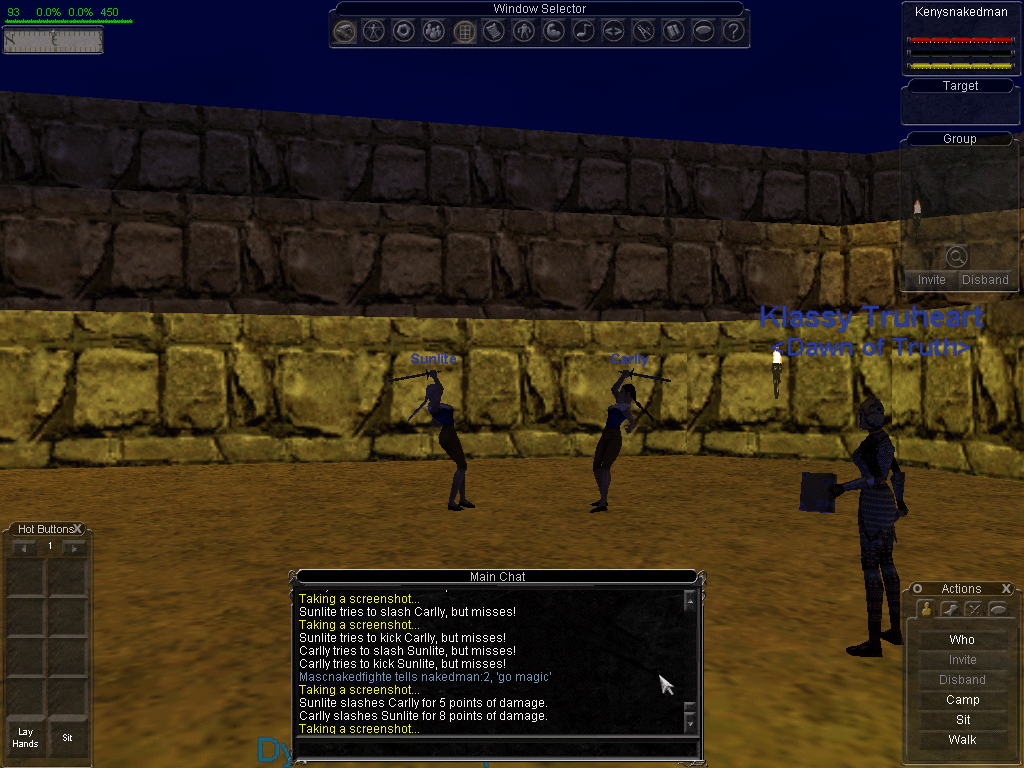 93 0.0% 0.0% 450
N E
Window Selector
?
Kenysnakedman
Target
Group
Invite Disband
Klassy Truheart
<Dawn of Truth>
Sunlite
Carlly
Hot Buttons X
1
Lay Hands
Sit
Main Chat
Taking a screenshot...
Sunlite tries to slash Carlly, but misses!
Taking a screenshot...
Sunlite tries to kick Carlly, but misses!
Carlly tries to slash Sunlite, but misses!
Carlly tries to kick Sunlite, but misses!
Mascnakedfighte tells nakedman:2, 'go magic'
Taking a screenshot...
Sunlite slashes Carlly for 5 points of damage.
Carlly slashes Sunlite for 8 points of damage.
Taking a screenshot...
Dy
Actions X
Who
Invite
Disband
Camp
Sit
Walk